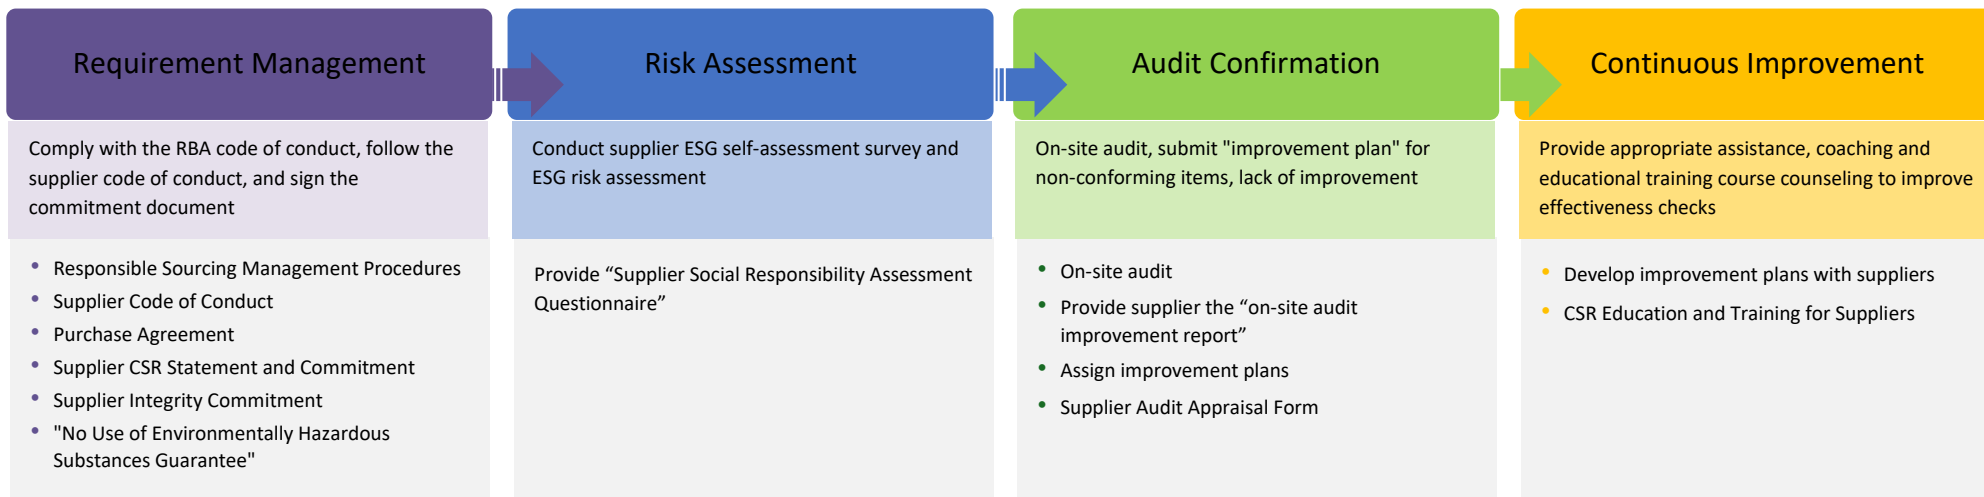 Requirement Management
Comply with the RBA code of conduct, follow the
supplier code of conduct, and sign the
commitment document
• Responsible Sourcing Management Procedures
• Supplier Code of Conduct
• Purchase Agreement
• Supplier CSR Statement and Commitment
• Supplier Integrity Commitment
• "No Use of Environmentally Hazardous
Substances Guarantee"
Risk Assessment
Conduct supplier ESG self-assessment survey and
ESG risk assessment
Provide “Supplier Social Responsibility Assessment
Questionnaire”
Audit Confirmation
On-site audit, submit "improvement plan" for
non-conforming items, lack of improvement
• On-site audit
• Provide supplier the “on-site audit
improvement report”
• Assign improvement plans
• Supplier Audit Appraisal Form
Continuous Improvement
Provide appropriate assistance, coaching and
educational training course counseling to improve
effectiveness checks
• Develop improvement plans with suppliers
• CSR Education and Training for Suppliers